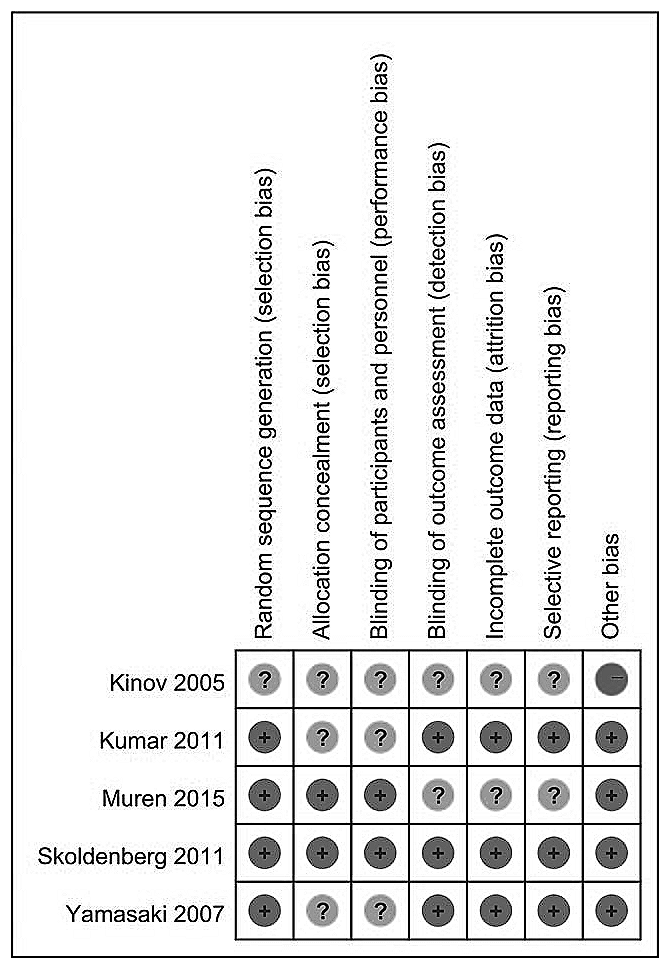 Random sequence generation (selection bias)
Allocation concealment (selection bias)
Blinding of participants and personnel (performance bias)
Blinding of outcome assessment (detection bias)
Incomplete outcome data (attrition bias)
Selective reporting (reporting bias)
Other bias
Kinov 2005 ? ? ? ? ? ? −
Kumar 2011 + ? ? + + + +
Muren 2015 + + + ? ? ? +
Skoldenberg 2011 + + + + + + +
Yamasaki 2007 + ? ? + + + +